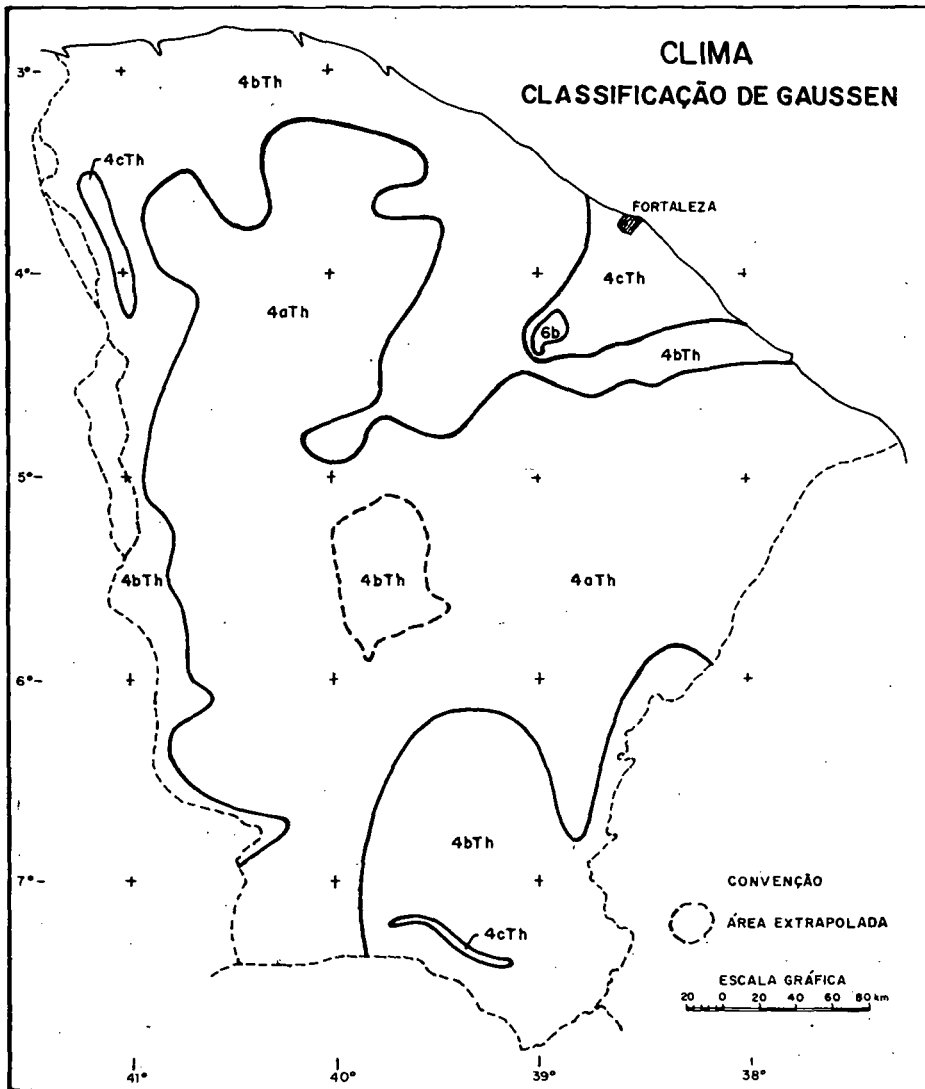 CLIMA
CLASSIFICAÇÃO DE GAUSSEN
3°
4bTh
4cTh
FORTALEZA
4°
4cTh
4aTh
6b
4bTh
5°
4bTh
4bTh
4aTh
6°
4bTh
7°
CONVENÇÃO
ÁREA EXTRAPOLADA
4cTh
ESCALA GRÁFICA
20 0 20 40 60 80 km
41° 40° 39° 38°